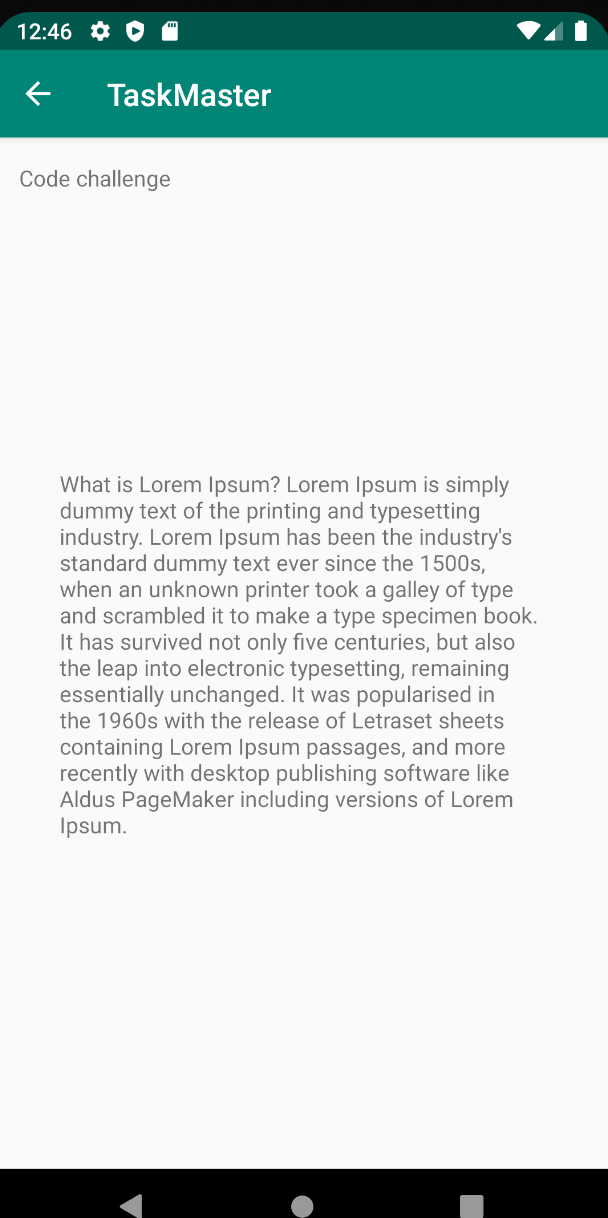 12:46
TaskMaster
Code challenge
What is Lorem Ipsum? Lorem Ipsum is simply
dummy text of the printing and typesetting
industry. Lorem Ipsum has been the industry's
standard dummy text ever since the 1500s,
when an unknown printer took a galley of type
and scrambled it to make a type specimen book.
It has survived not only five centuries, but also
the leap into electronic typesetting, remaining
essentially unchanged. It was popularised in
the 1960s with the release of Letraset sheets
containing Lorem Ipsum passages, and more
recently with desktop publishing software like
Aldus PageMaker including versions of Lorem
Ipsum.